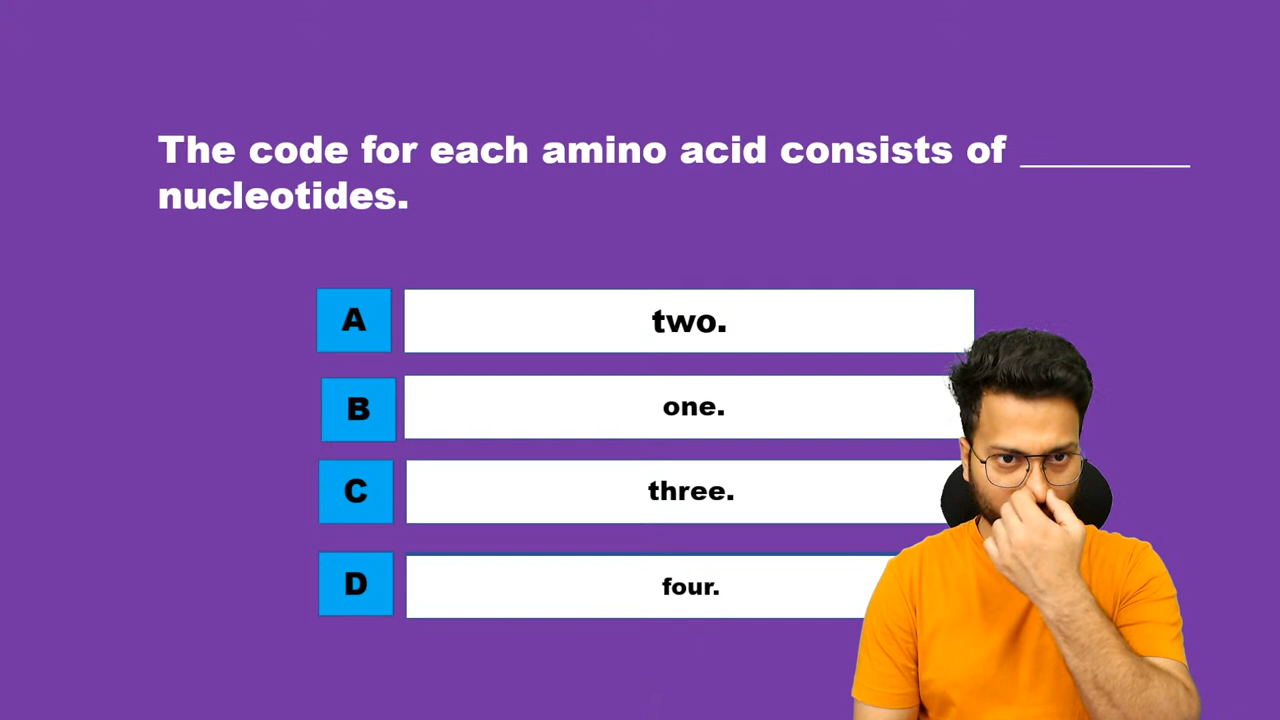 The code for each amino acid consists of ________
nucleotides.
A two.
B one.
C three.
D four.